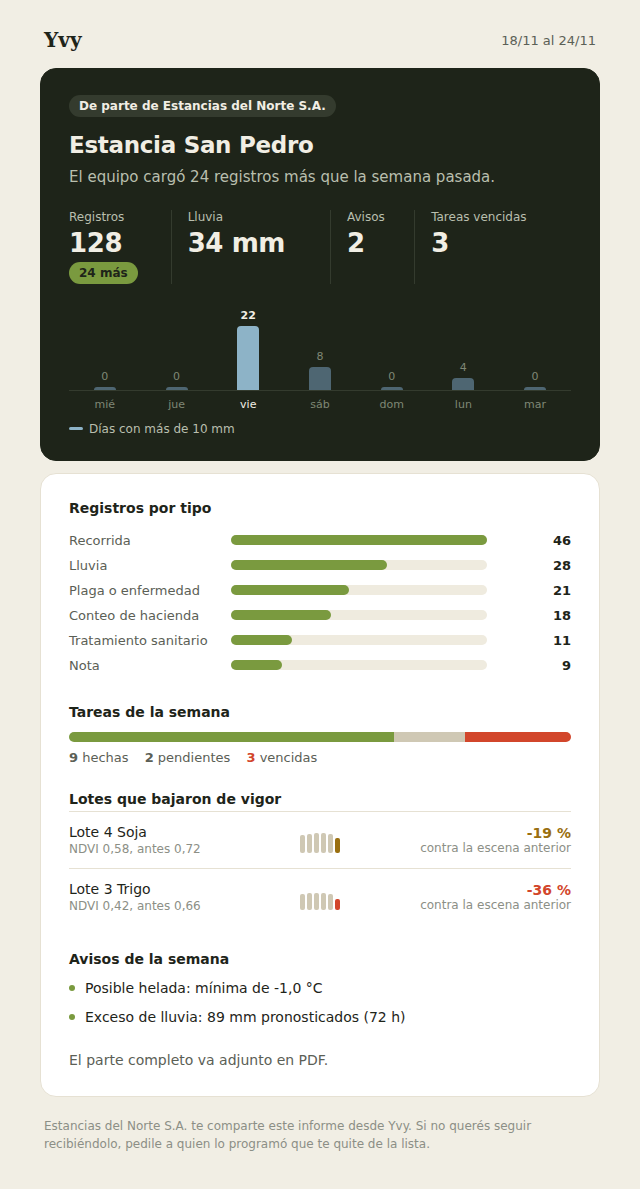 Yvy
18/11 al 24/11
De parte de Estancias del Norte S.A.
Estancia San Pedro
El equipo cargó 24 registros más que la semana pasada.
Registros
128
24 más
Lluvia
34 mm
Avisos
2
Tareas vencidas
3
0 0 22 8 0 4 0
mié jue vie sáb dom lun mar
Días con más de 10 mm
Registros por tipo
Recorrida 46
Lluvia 28
Plaga o enfermedad 21
Conteo de hacienda 18
Tratamiento sanitario 11
Nota 9
Tareas de la semana
9 hechas 2 pendientes 3 vencidas
Lotes que bajaron de vigor
Lote 4 Soja
NDVI 0,58, antes 0,72
-19 %
contra la escena anterior
Lote 3 Trigo
NDVI 0,42, antes 0,66
-36 %
contra la escena anterior
Avisos de la semana
Posible helada: mínima de -1,0 °C
Exceso de lluvia: 89 mm pronosticados (72 h)
El parte completo va adjunto en PDF.
Estancias del Norte S.A. te comparte este informe desde Yvy. Si no querés seguir
recibiéndolo, pedile a quien lo programó que te quite de la lista.